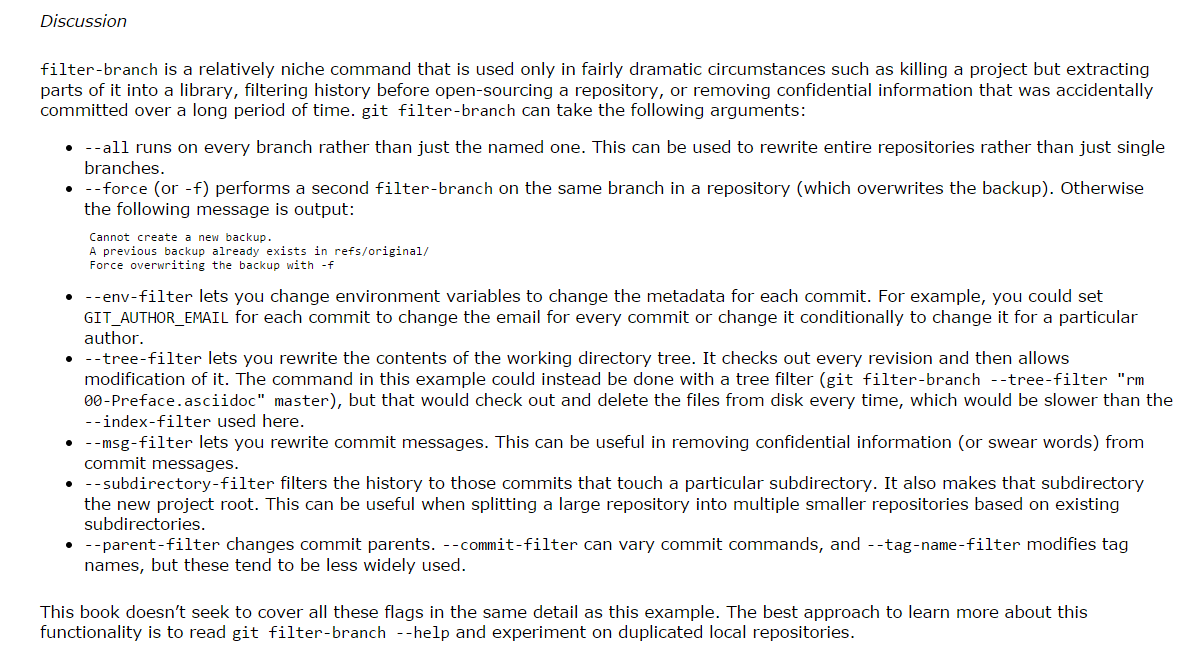 Discussion
filter-branch is a relatively niche command that is used only in fairly dramatic circumstances such as killing a project but extracting
parts of it into a library, filtering history before open-sourcing a repository, or removing confidential information that was accidentally
committed over a long period of time. git filter-branch can take the following arguments:
• --all runs on every branch rather than just the named one. This can be used to rewrite entire repositories rather than just single
branches.
• --force (or -f) performs a second filter-branch on the same branch in a repository (which overwrites the backup). Otherwise
the following message is output:
Cannot create a new backup.
A previous backup already exists in refs/original/
Force overwriting the backup with -f
• --env-filter lets you change environment variables to change the metadata for each commit. For example, you could set
GIT_AUTHOR_EMAIL for each commit to change the email for every commit or change it conditionally to change it for a particular
author.
• --tree-filter lets you rewrite the contents of the working directory tree. It checks out every revision and then allows
modification of it. The command in this example could instead be done with a tree filter (git filter-branch --tree-filter "rm
00-Preface.asciidoc" master), but that would check out and delete the files from disk every time, which would be slower than the
--index-filter used here.
• --msg-filter lets you rewrite commit messages. This can be useful in removing confidential information (or swear words) from
commit messages.
• --subdirectory-filter filters the history to those commits that touch a particular subdirectory. It also makes that subdirectory
the new project root. This can be useful when splitting a large repository into multiple smaller repositories based on existing
subdirectories.
• --parent-filter changes commit parents. --commit-filter can vary commit commands, and --tag-name-filter modifies tag
names, but these tend to be less widely used.
This book doesn’t seek to cover all these flags in the same detail as this example. The best approach to learn more about this
functionality is to read git filter-branch --help and experiment on duplicated local repositories.